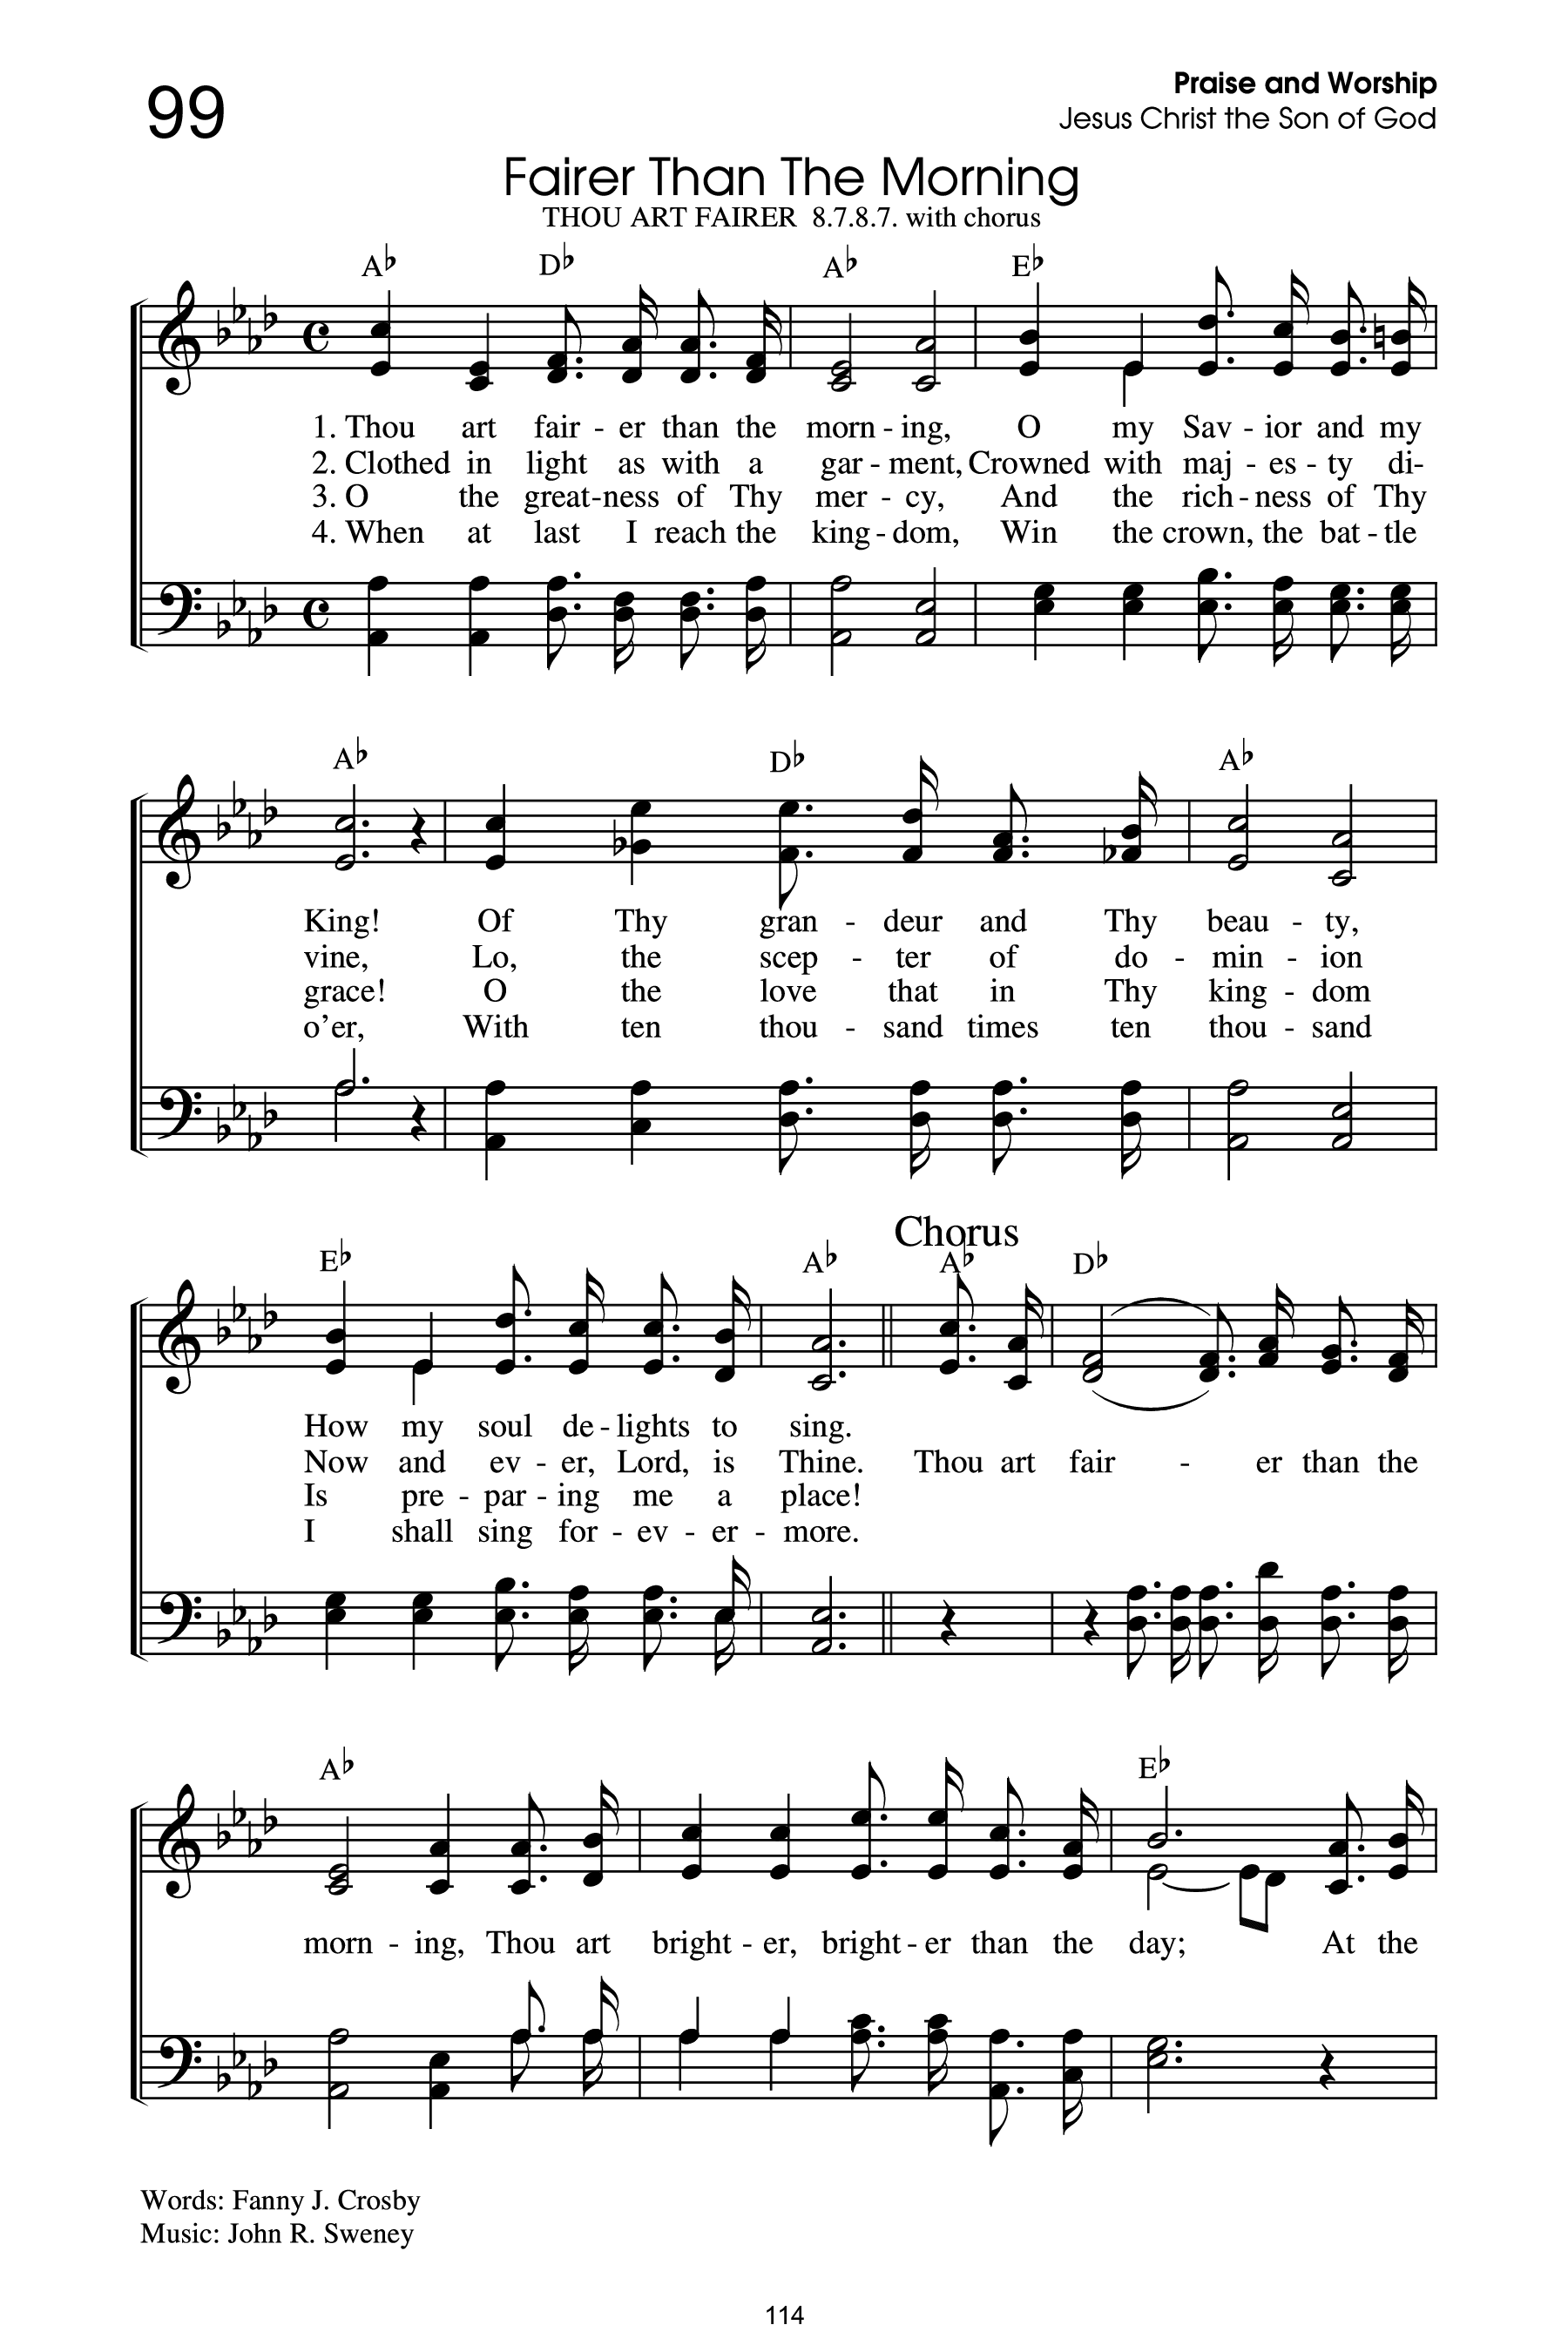 99
Praise and Worship
Jesus Christ the Son of God
Fairer Than The Morning
THOU ART FAIRER 8.7.8.7. with chorus
A♭ D♭ A♭ E♭
1. Thou art fair - er than the morn - ing, O my Sav - ior and my
2. Clothed in light as with a gar - ment, Crowned with maj - es - ty di-
3. O the great - ness of Thy mer - cy, And the rich - ness of Thy
4. When at last I reach the king - dom, Win the crown, the bat - tle
A♭ D♭ A♭
King! Of Thy gran - deur and Thy beau - ty,
vine, Lo, the scep - ter of do - min - ion
grace! O the love that in Thy king - dom
o'er, With ten thou - sand times ten thou - sand
Chorus
E♭ A♭ A♭ D♭
How my soul de - lights to sing.
Now and ev - er, Lord, is Thine. Thou art fair - er than the
Is pre - par - ing me a place!
I shall sing for - ev - er - more.
A♭ E♭
morn - ing, Thou art bright - er, bright - er than the day; At the
Words: Fanny J. Crosby
Music: John R. Sweney
114